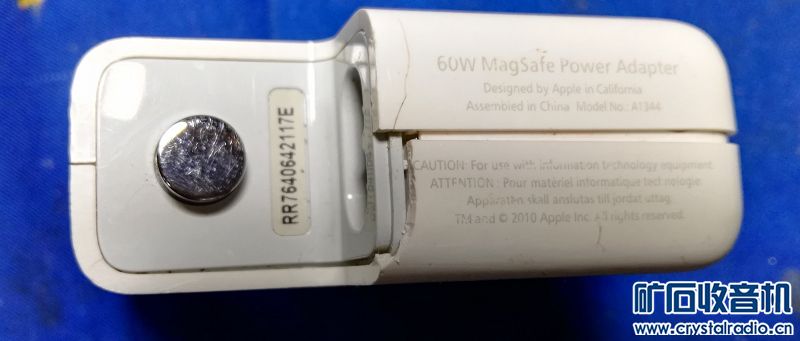 60W MagSafe Power Adapter
Designed by Apple in California
Assembled in China Model No.: A1344
CAUTION: For use with information technology equipment.
ATTENTION: Pour matériel informatique technologie.
Apparaten skall anslutas till jordat uttag.
TM and © 2010 Apple Inc. All rights reserved.
RR7640642117E
矿石收音机
www.crystalradio.cn